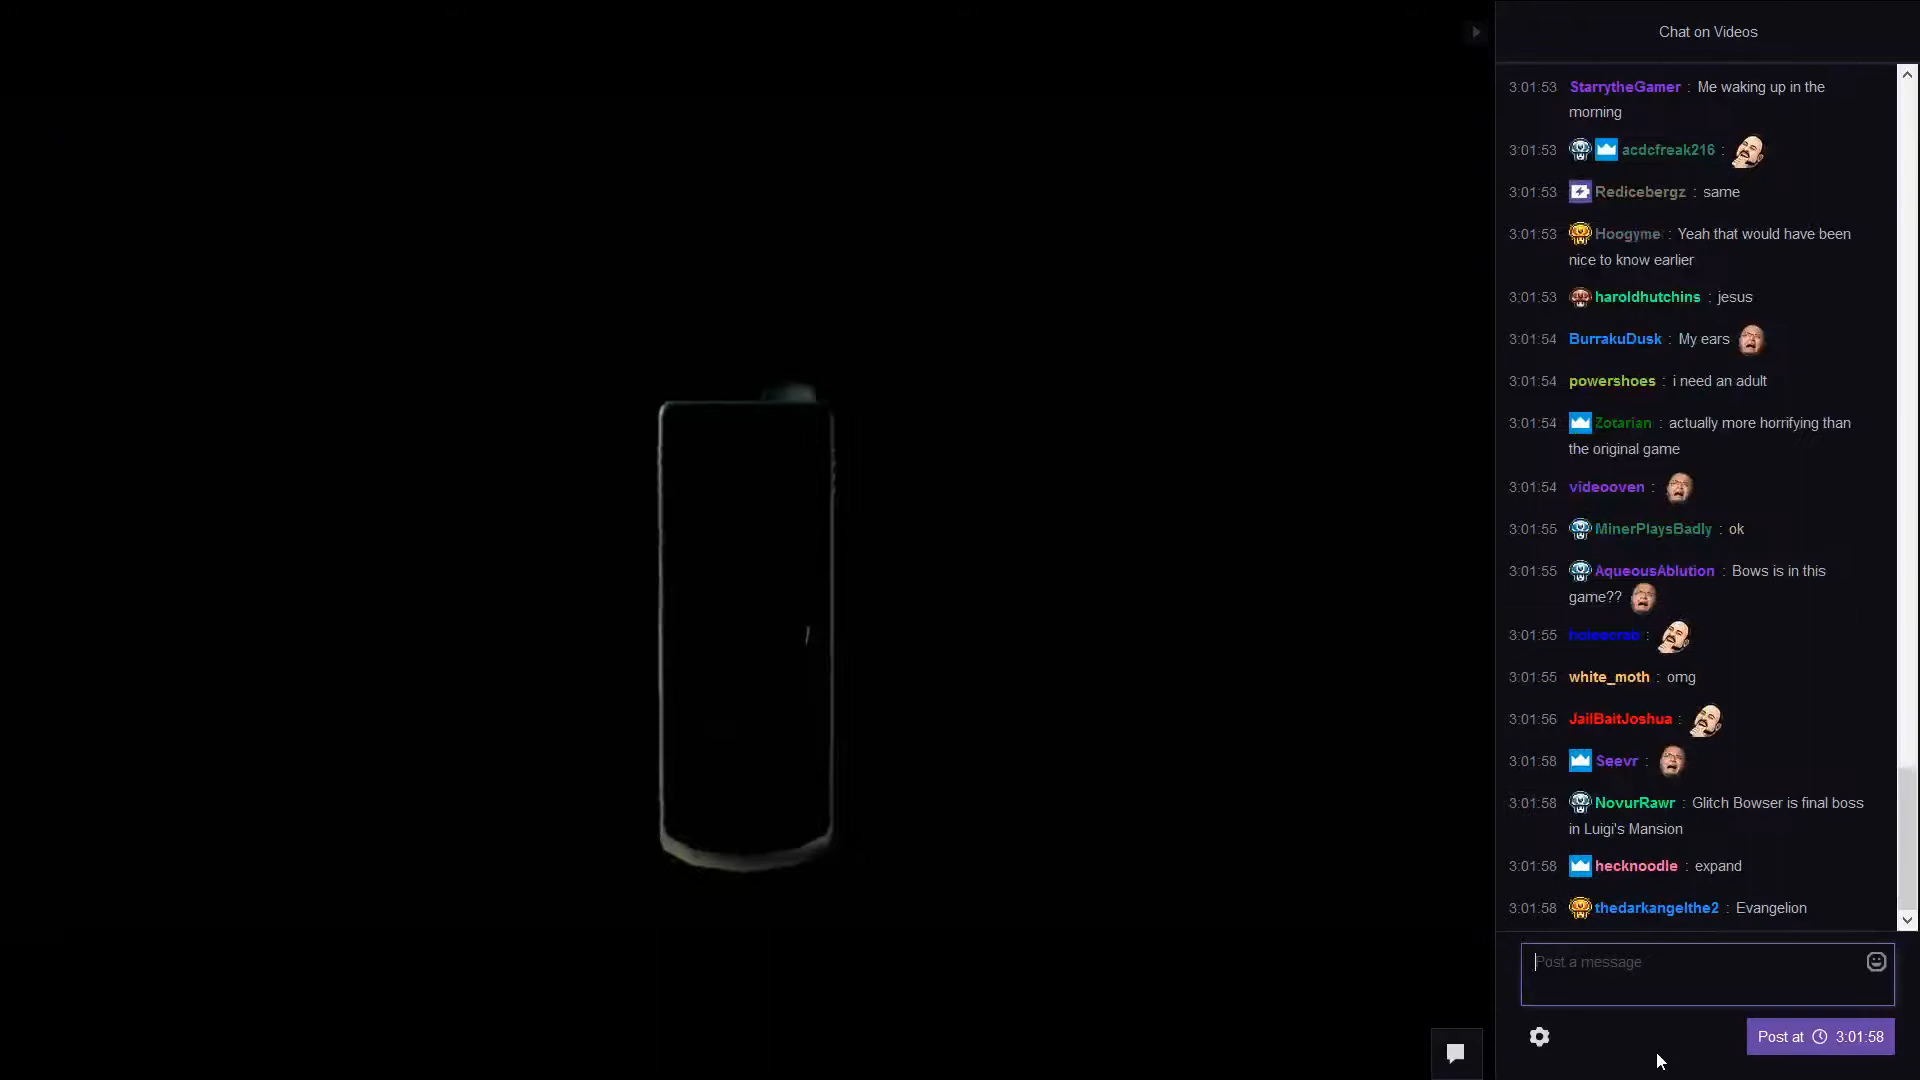 Chat on Videos
3:01:53 StarrytheGamer : Me waking up in the
morning
3:01:53 acdcfreak216 :
3:01:53 Redicebergz : same
3:01:53 Hoogyme : Yeah that would have been
nice to know earlier
3:01:53 haroldhutchins : jesus
3:01:54 BurrakuDusk : My ears
3:01:54 powershoes : i need an adult
3:01:54 Zotarian : actually more horrifying than
the original game
3:01:54 videooven :
3:01:55 MinerPlaysBadly : ok
3:01:55 AqueousAblution : Bows is in this
game??
3:01:55 :
3:01:55 white_moth : omg
3:01:56 JailBaitJoshua :
3:01:58 Seevr :
3:01:58 NovurRawr : Glitch Bowser is final boss
in Luigi's Mansion
3:01:58 hecknoodle : expand
3:01:58 thedarkangelthe2 : Evangelion
Post a message
Post at 3:01:58